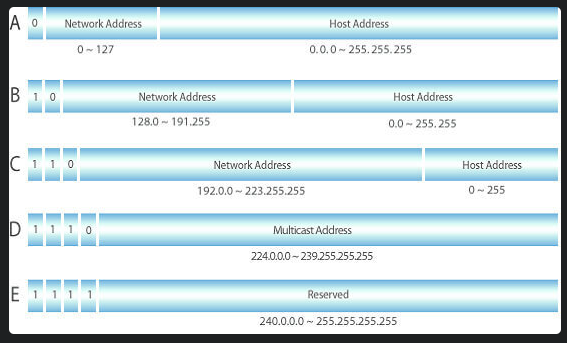 A 0 Network Address Host Address
0 ~ 127 0.0.0 ~ 255.255.255
B 1 0 Network Address Host Address
128.0 ~ 191.255 0.0 ~ 255.255
C 1 1 0 Network Address Host Address
192.0.0 ~ 223.255.255 0 ~ 255
D 1 1 1 0 Multicast Address
224.0.0.0 ~ 239.255.255.255
E 1 1 1 1 Reserved
240.0.0.0 ~ 255.255.255.255